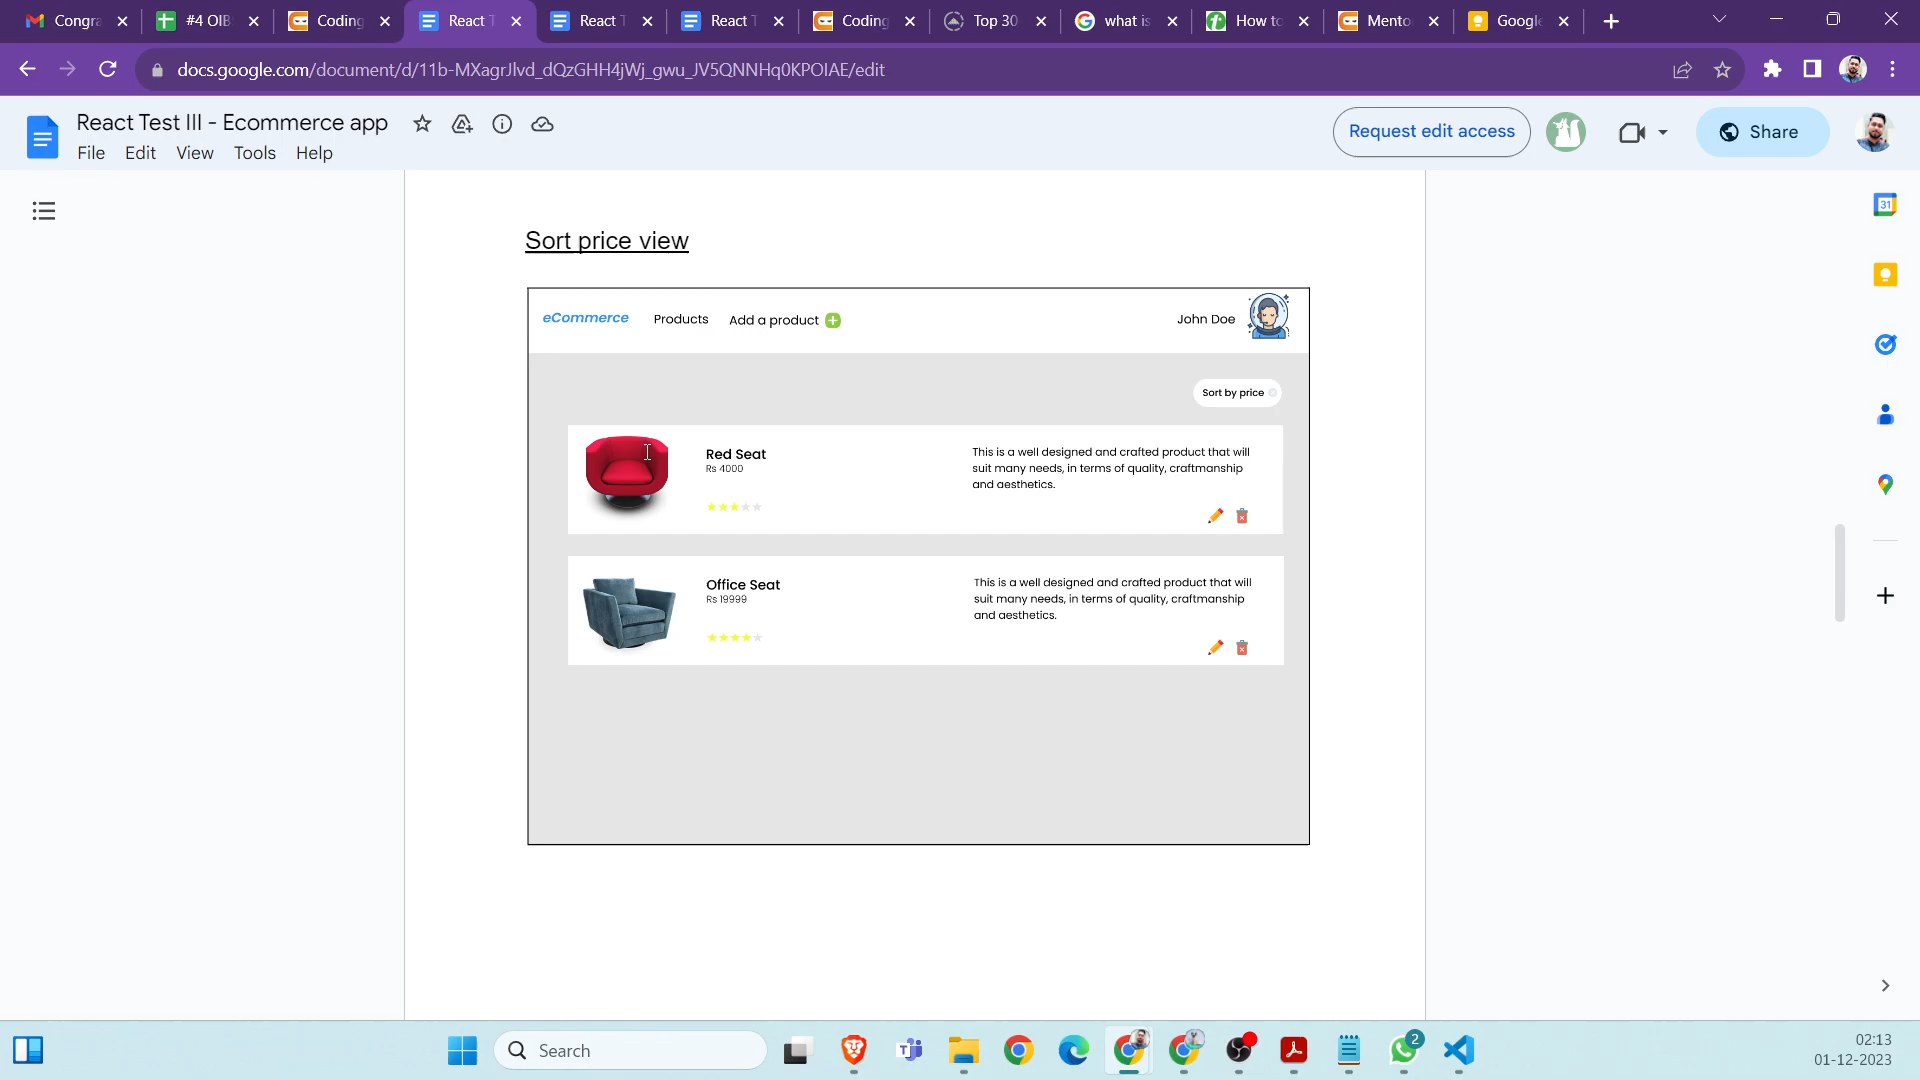 Congra
#4 OIB
Coding
React T
React T
React T
Coding
Top 30
what is
How to
Mento
Google
docs.google.com/document/d/11b-MXagrJlvd_dQzGHH4jWj_gwu_JV5QNNHq0KPOIAE/edit
React Test III - Ecommerce app
File Edit View Tools Help
Request edit access
Share
31
Sort price view
eCommerce Products Add a product
John Doe
Sort by price
Red Seat
Rs 4000
This is a well designed and crafted product that will
suit many needs, in terms of quality, craftmanship
and aesthetics.
Office Seat
Rs 19999
This is a well designed and crafted product that will
suit many needs, in terms of quality, craftmanship
and aesthetics.
Search
2
02:13
01-12-2023